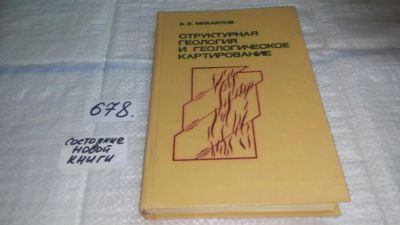 А. Е. МИХАЙЛОВ
СТРУКТУРНАЯ
ГЕОЛОГИЯ
И ГЕОЛОГИЧЕСКОЕ
КАРТИРОВАНИЕ
678.
состояние
новой
книги